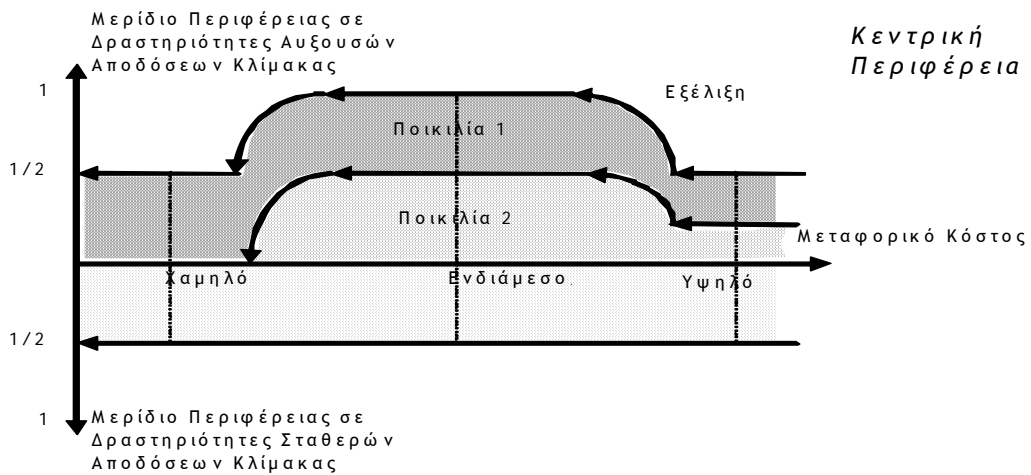 Μερίδιο Περιφέρειας σε
Δραστηριότητες Αυξουσών
Αποδόσεων Κλίμακας
Κεντρική
Περιφέρεια
1
Εξέλιξη
Ποικιλία 1
1/2
Ποικιλία 2
Μεταφορικό Κόστος
Χαμηλό
Ενδιάμεσο
Υψηλό
1/2
1
Μερίδιο Περιφέρειας σε
Δραστηριότητες Σταθερών
Αποδόσεων Κλίμακας